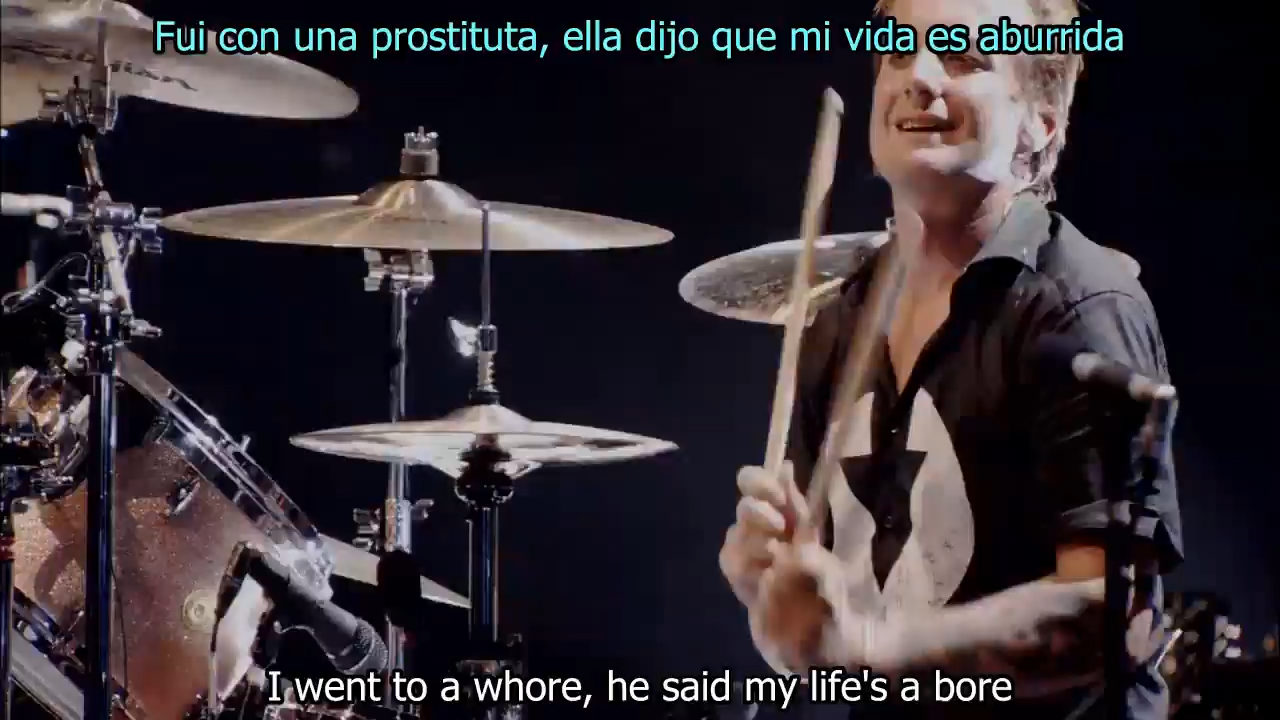 Fui con una prostituta, ella dijo que mi vida es aburrida
I went to a whore, he said my life's a bore